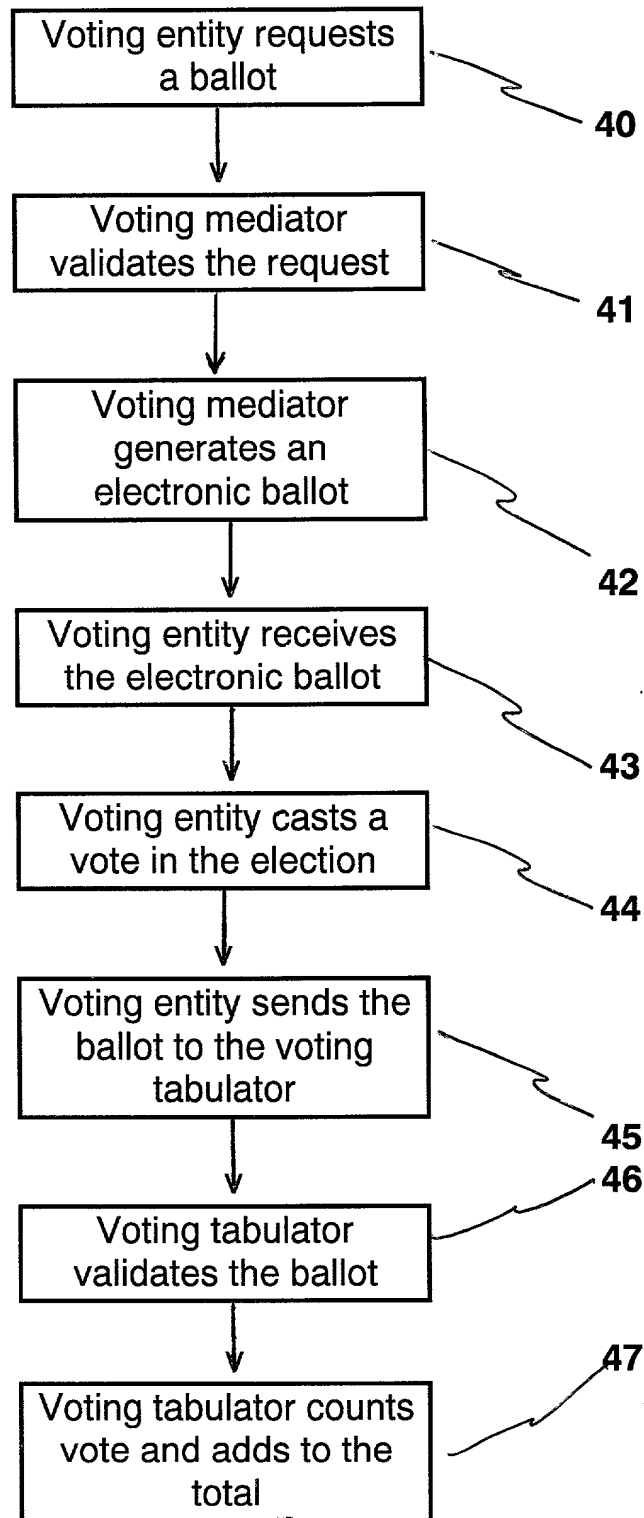 Voting entity requests
a ballot
40
Voting mediator
validates the request
41
Voting mediator
generates an
electronic ballot
42
Voting entity receives
the electronic ballot
43
Voting entity casts a
vote in the election
44
Voting entity sends the
ballot to the voting
tabulator
45
46
Voting tabulator
validates the ballot
47
Voting tabulator counts
vote and adds to the
total